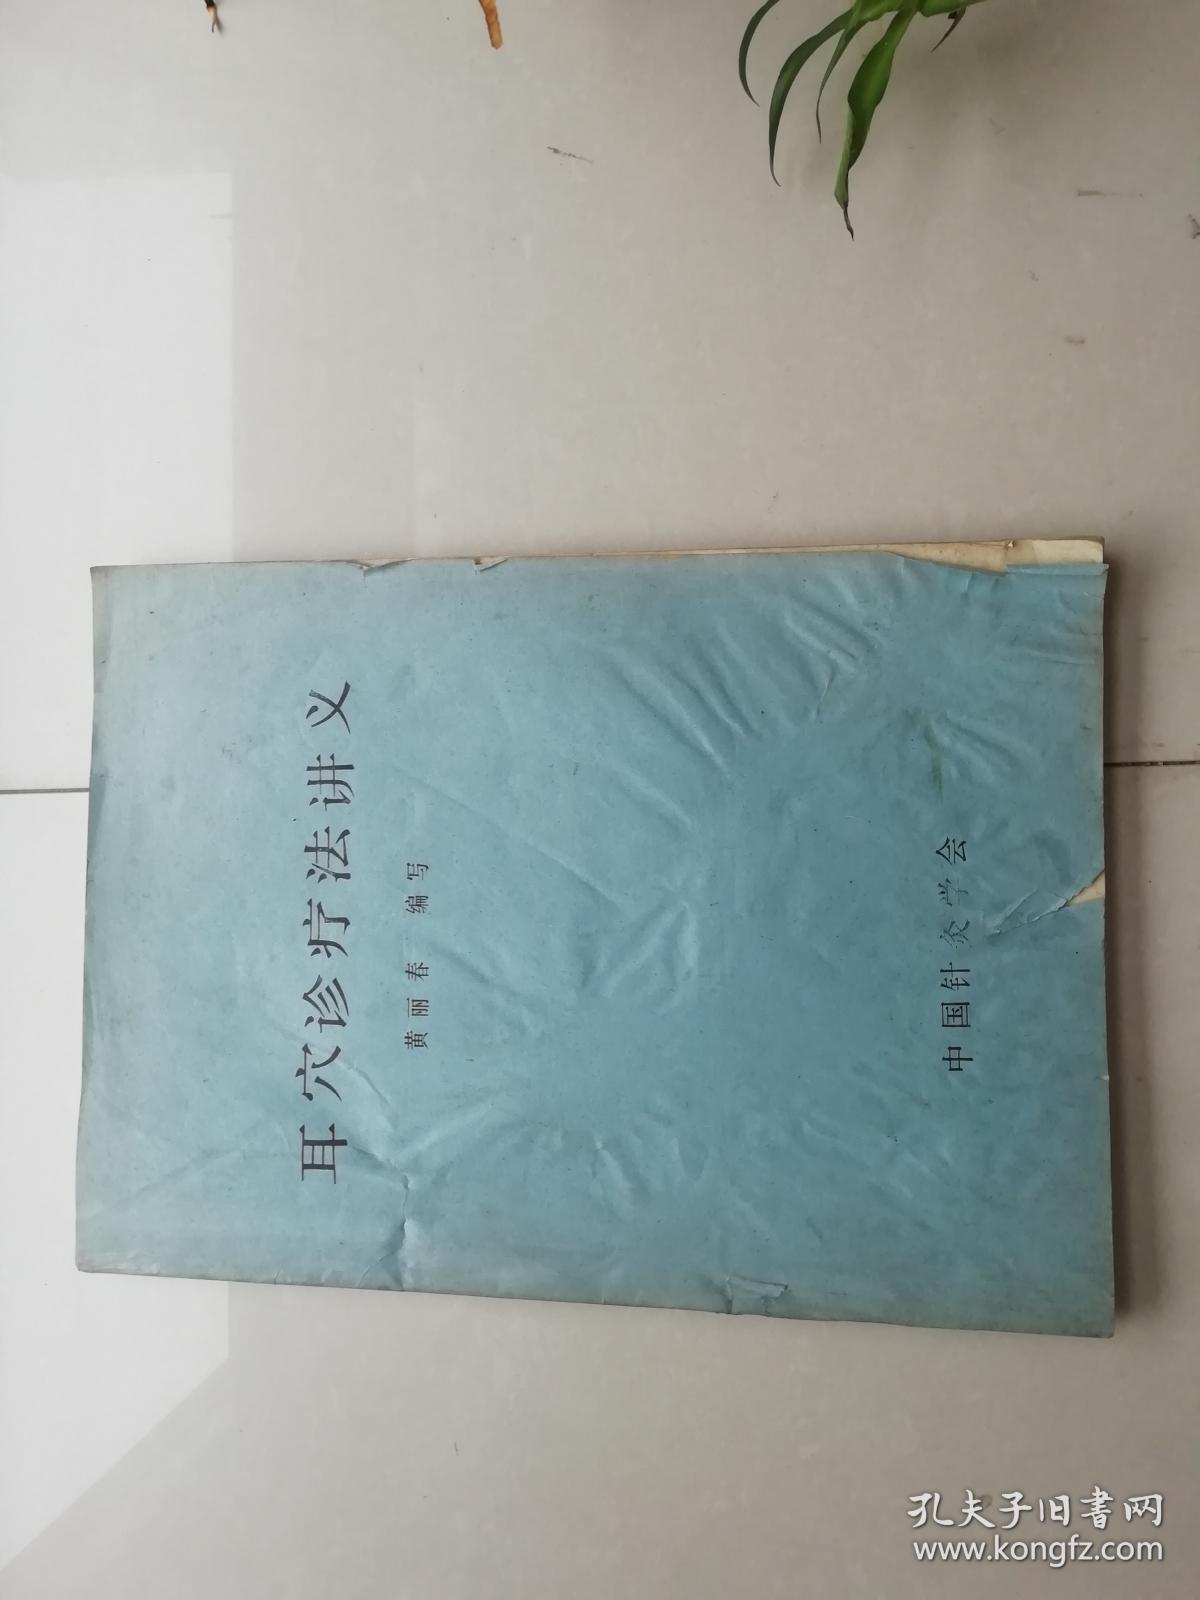 耳穴诊疗法讲义
黄丽春 编写
中国针灸学会
孔夫子旧书网
www.kongfz.com